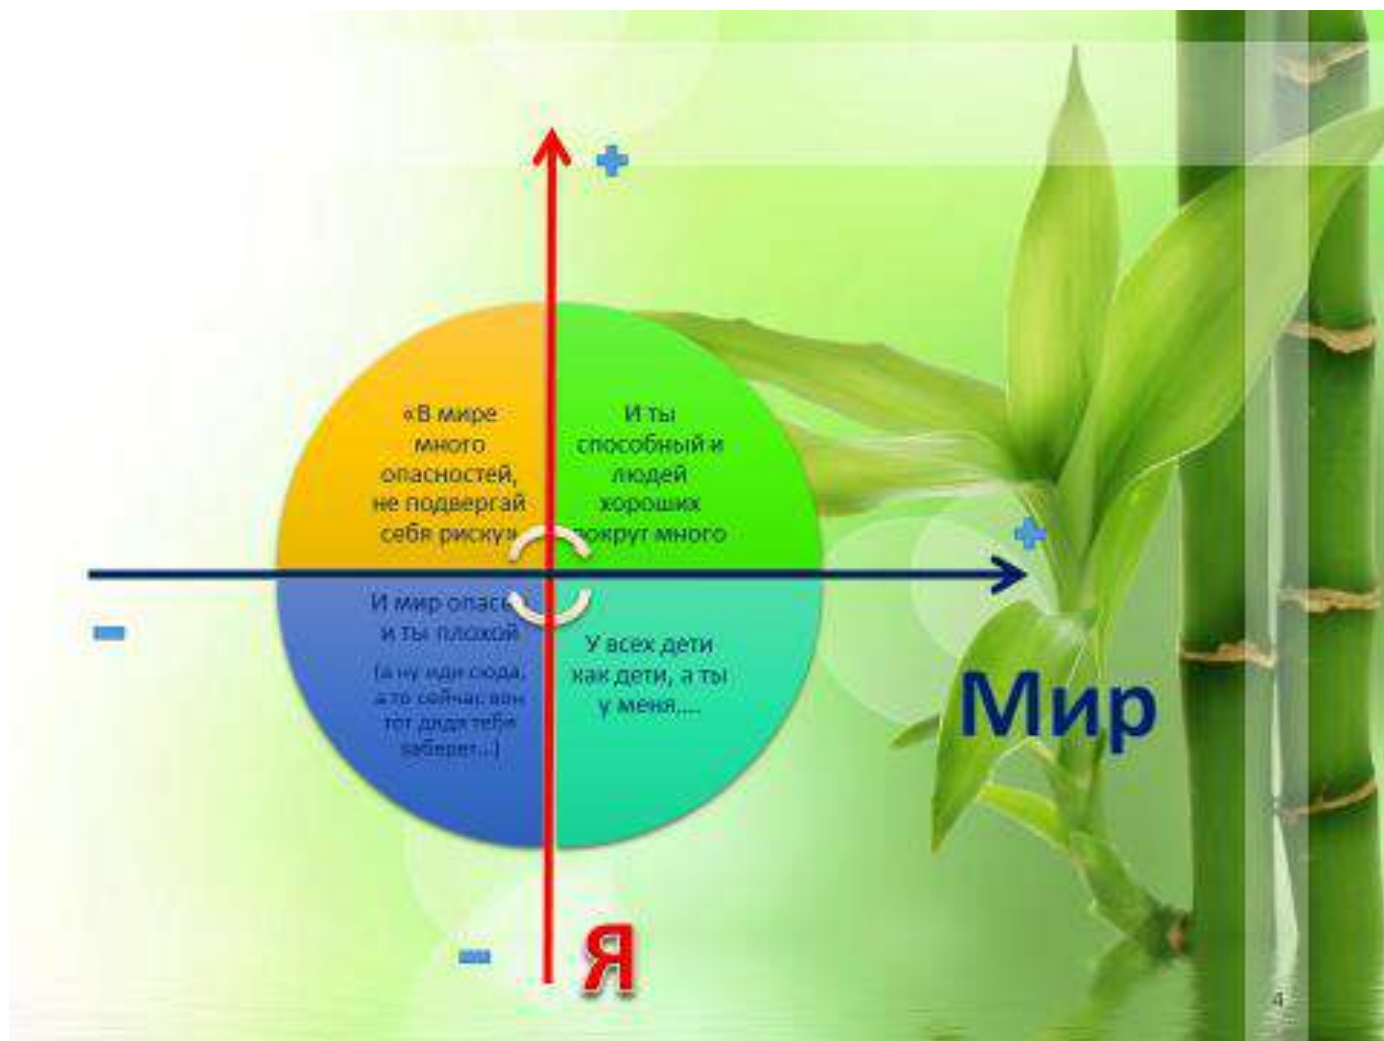 «В мире
много
опасностей,
не подвергай
себя риску»
И ты
способный и
людей
хороших
вокруг много
И мир опасен
и ты плохой
(а ну иди сюда,
а то сейчас вон
тот дядя тебя
заберет...)
У всех дети
как дети, а ты
у меня....
Мир
Я
4